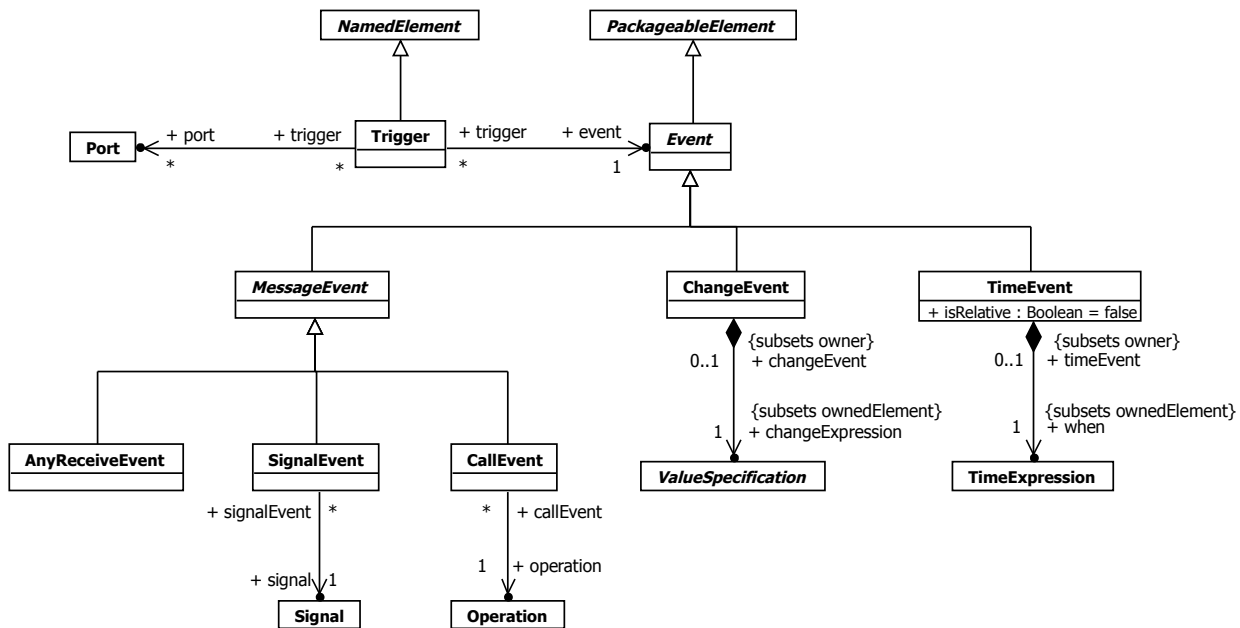 NamedElement
PackageableElement
Port
+ port
+ trigger
*
*
Trigger
+ trigger
+ event
*
1
Event
MessageEvent
ChangeEvent
TimeEvent
+ isRelative : Boolean = false
{subsets owner}
0..1
+ changeEvent
{subsets owner}
0..1
+ timeEvent
{subsets ownedElement}
1
+ changeExpression
{subsets ownedElement}
1
+ when
AnyReceiveEvent
SignalEvent
CallEvent
ValueSpecification
TimeExpression
+ signalEvent
*
*
+ callEvent
+ signal
1
1
+ operation
Signal
Operation